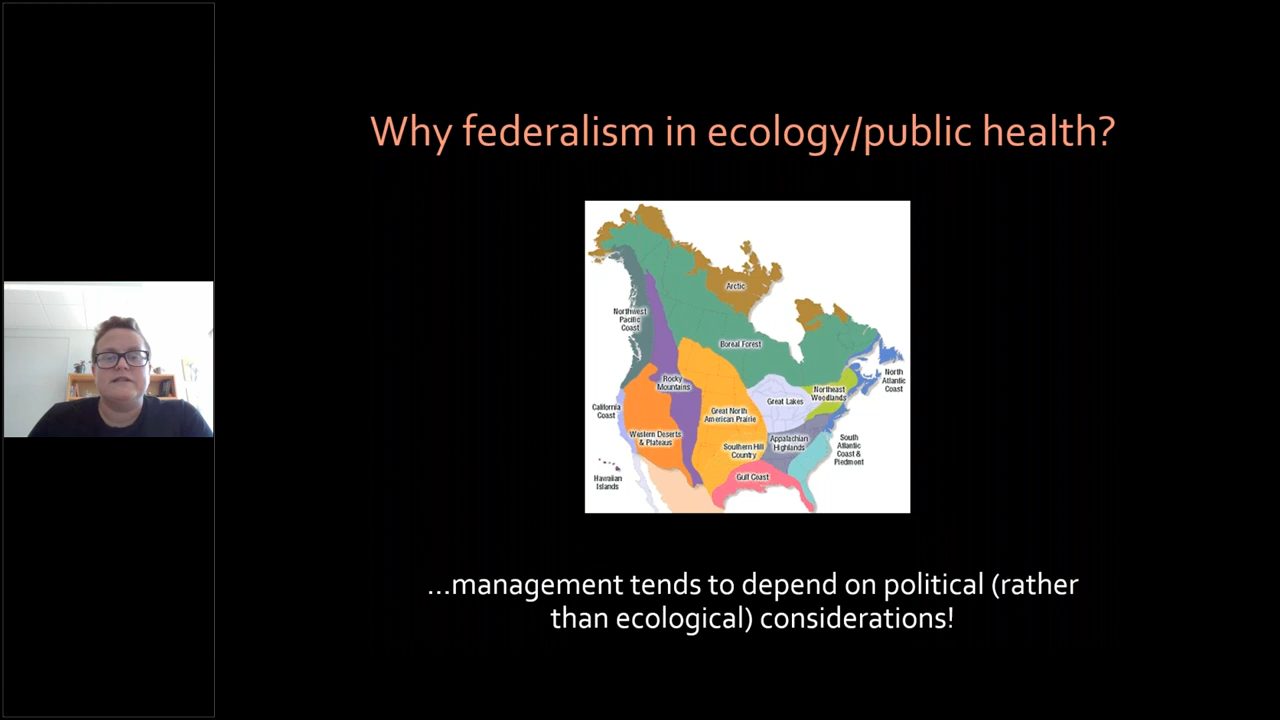 Why federalism in ecology/public health?
Arctic
Northwest
Pacific
Coast
Boreal Forest
North
Atlantic
Coast
Rocky
Mountains
Northeast
Woodlands
Great Lakes
California
Coast
Great North
American Prairie
Western Deserts
& Plateaus
Appalachian
Highlands
South
Atlantic
Coast &
Piedmont
Southern Hill
Country
Gulf Coast
Hawaiian
Islands
...management tends to depend on political (rather
than ecological) considerations!